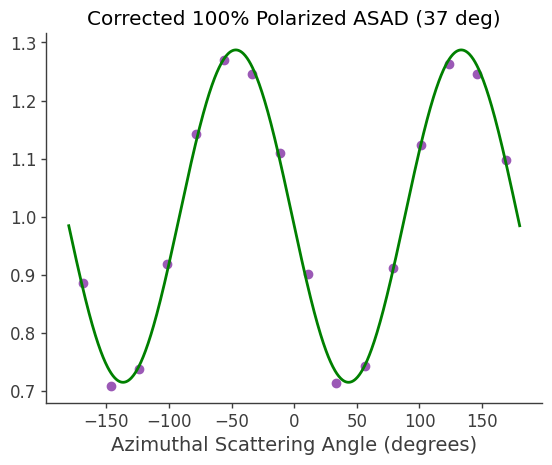 Corrected 100% Polarized ASAD (37 deg)
1.3
1.2
1.1
1.0
0.9
0.8
0.7
−150 −100 −50 0 50 100 150
Azimuthal Scattering Angle (degrees)